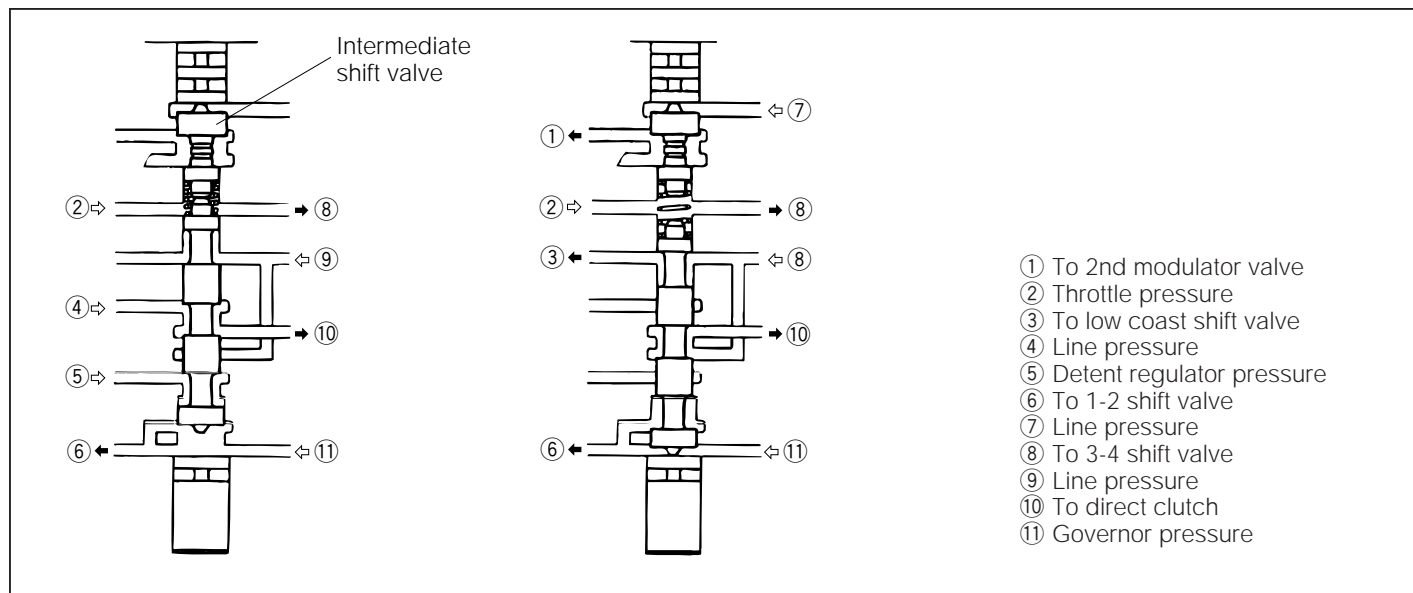 Intermediate
shift valve
② ⑧
⑨
④
⑩
⑤
⑥ ⑪
⑦
①
② ⑧
③ ⑧
⑩
⑥ ⑪
① To 2nd modulator valve
② Throttle pressure
③ To low coast shift valve
④ Line pressure
⑤ Detent regulator pressure
⑥ To 1-2 shift valve
⑦ Line pressure
⑧ To 3-4 shift valve
⑨ Line pressure
⑩ To direct clutch
⑪ Governor pressure